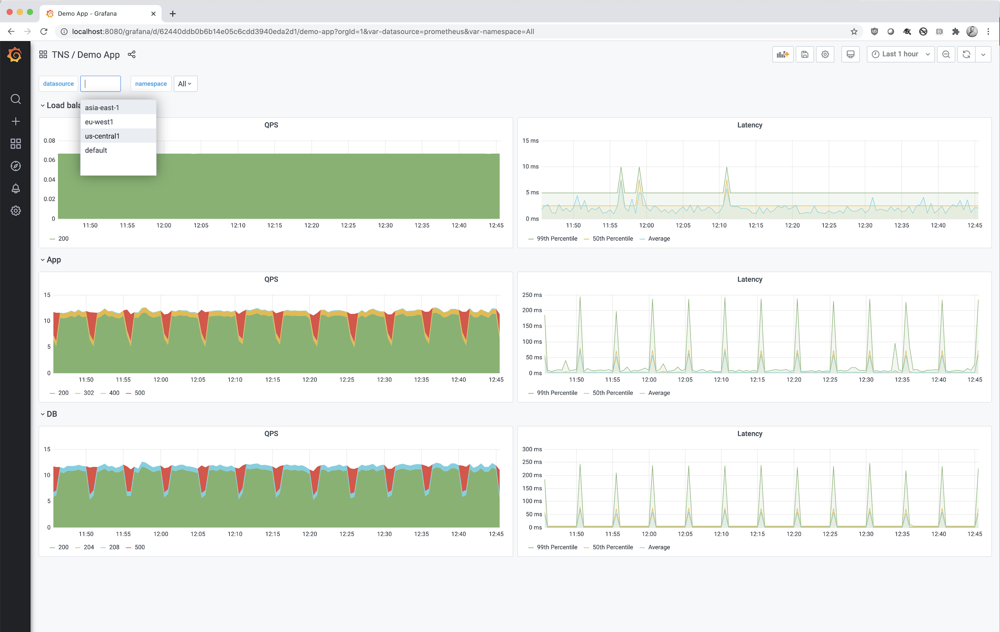 Demo App - Grafana
localhost:8080/grafana/d/62440ddb0b6b14e05c6cdd3940eda2d1/demo-app?orgId=1&var-datasource=prometheus&var-namespace=All
TNS / Demo App
Last 1 hour
datasource
namespace
All
Load bala
asia-east-1
eu-west1
us-central1
default
QPS
0.08
0.06
0.04
0.02
0
11:50 11:55 12:00 12:05 12:10 12:15 12:20 12:25 12:30 12:35 12:40 12:45
200
Latency
15 ms
10 ms
5 ms
0 ms
11:50 11:55 12:00 12:05 12:10 12:15 12:20 12:25 12:30 12:35 12:40 12:45
99th Percentile 50th Percentile Average
App
QPS
15
10
5
0
11:50 11:55 12:00 12:05 12:10 12:15 12:20 12:25 12:30 12:35 12:40 12:45
200 302 400 500
Latency
250 ms
200 ms
150 ms
100 ms
50 ms
0 ms
11:50 11:55 12:00 12:05 12:10 12:15 12:20 12:25 12:30 12:35 12:40 12:45
99th Percentile 50th Percentile Average
DB
QPS
15
10
5
0
11:50 11:55 12:00 12:05 12:10 12:15 12:20 12:25 12:30 12:35 12:40 12:45
200 204 208 500
Latency
300 ms
250 ms
200 ms
150 ms
100 ms
50 ms
0 ms
11:50 11:55 12:00 12:05 12:10 12:15 12:20 12:25 12:30 12:35 12:40 12:45
99th Percentile 50th Percentile Average